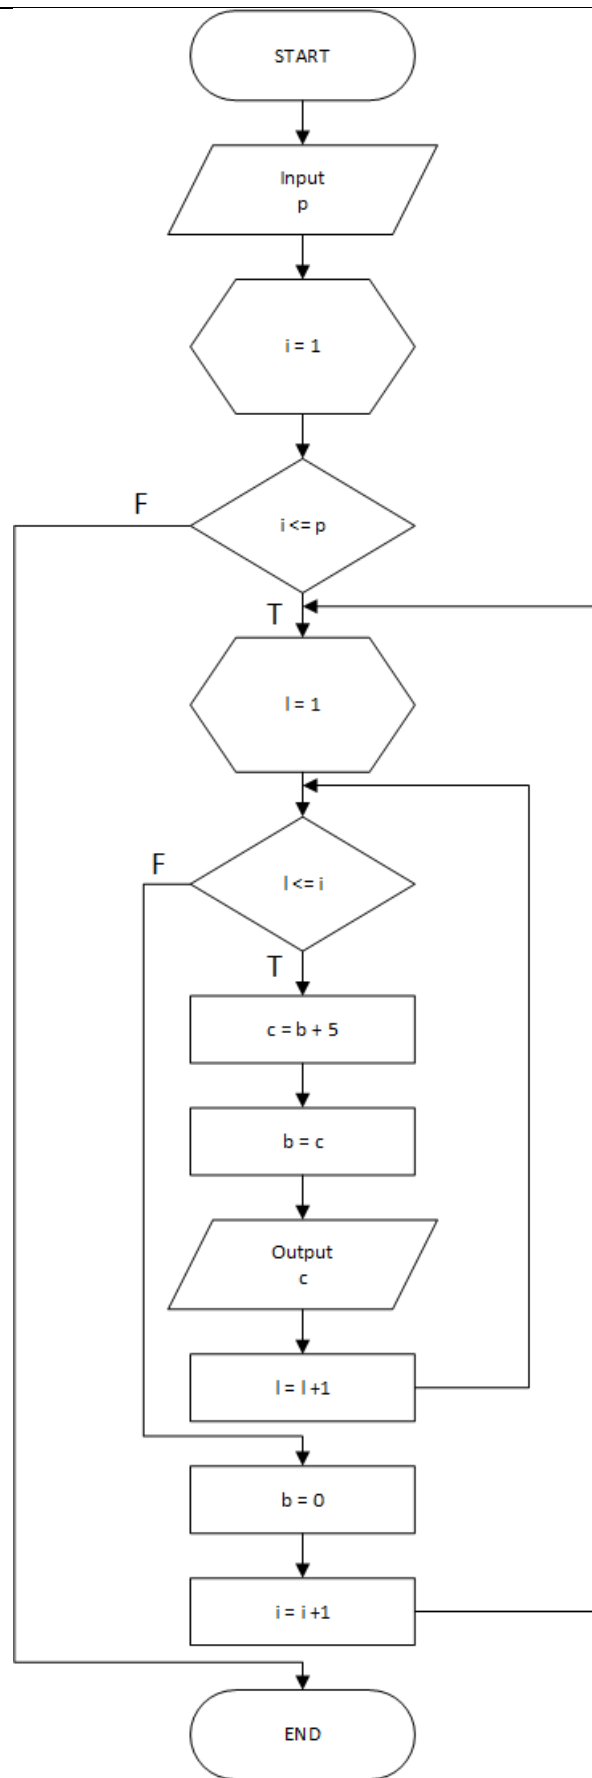 START
Input
p
i = 1
F
i <= p
T
l = 1
F
l <= i
T
c = b + 5
b = c
Output
c
l = l +1
b = 0
i = i +1
END